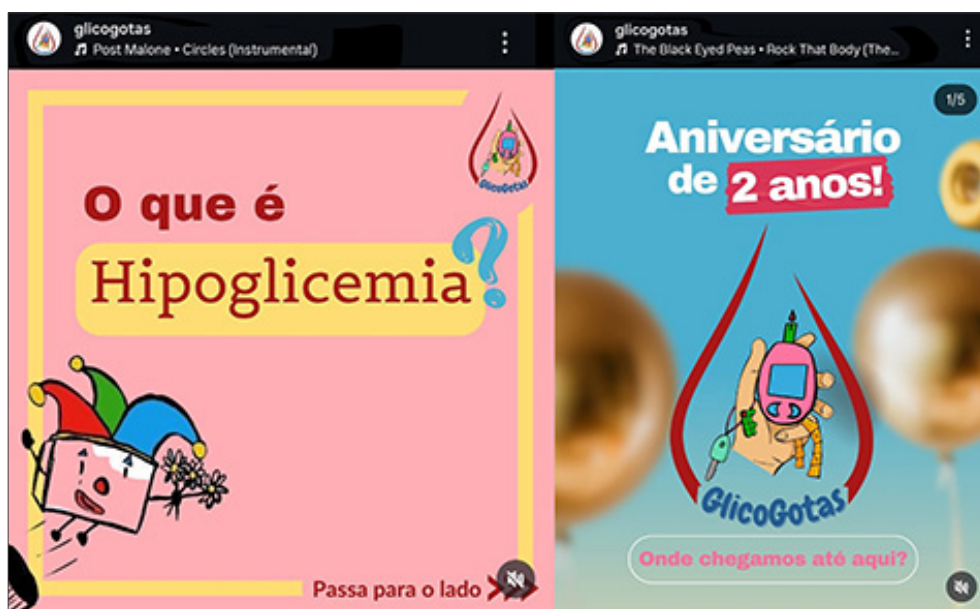 glicogotas
Post Malone • Circles (Instrumental)
O que é
Hipoglicemia?
GlicoGotas
Passa para o lado >>>
glicogotas
The Black Eyed Peas • Rock That Body (The...
1/5
Aniversário
de 2 anos!
GlicoGotas
Onde chegamos até aqui?